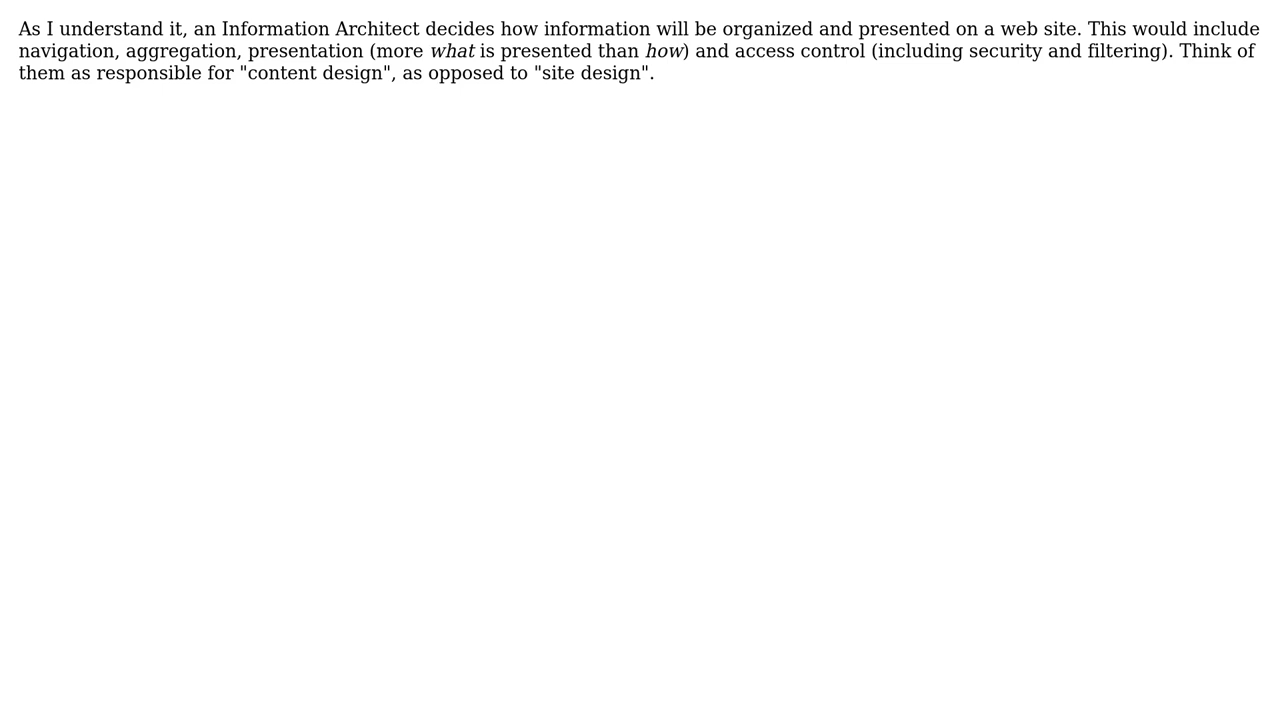 As I understand it, an Information Architect decides how information will be organized and presented on a web site. This would include
navigation, aggregation, presentation (more what is presented than how) and access control (including security and filtering). Think of
them as responsible for "content design", as opposed to "site design".